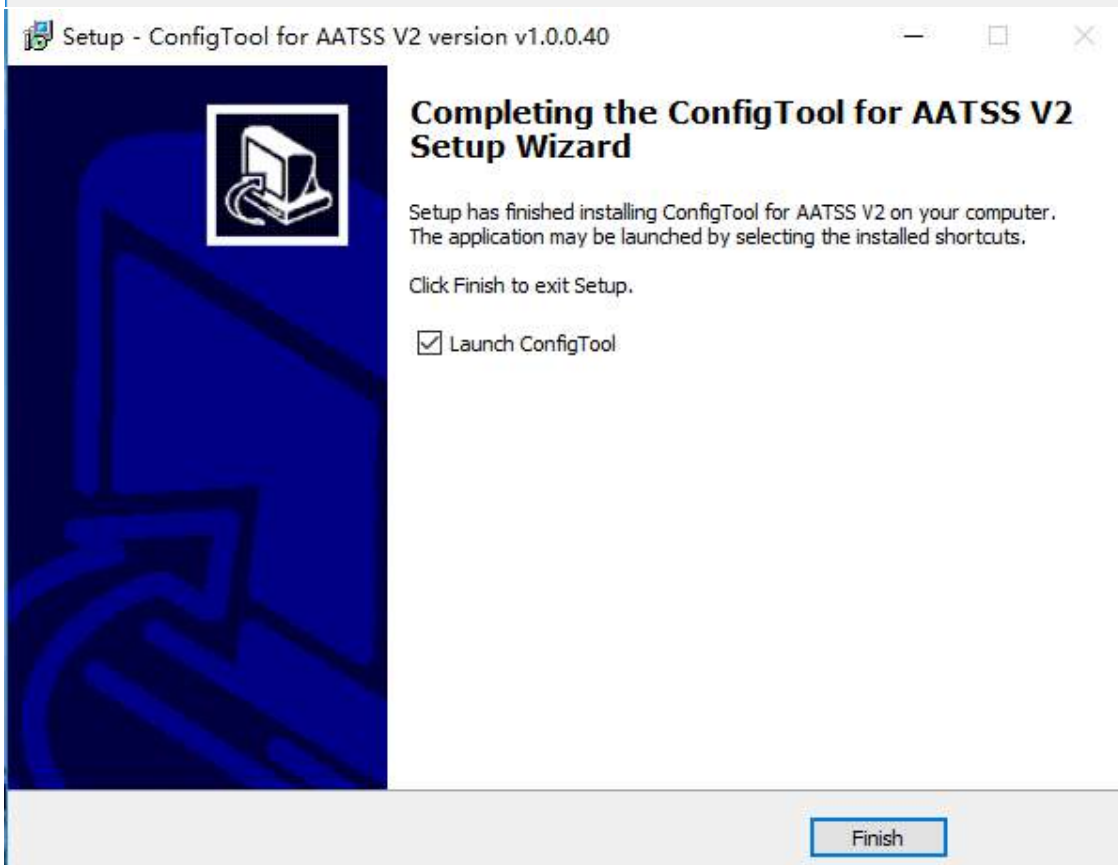 Setup - ConfigTool for AATSS V2 version v1.0.0.40
Completing the ConfigTool for AATSS V2
Setup Wizard
Setup has finished installing ConfigTool for AATSS V2 on your computer.
The application may be launched by selecting the installed shortcuts.
Click Finish to exit Setup.
Launch ConfigTool
Finish